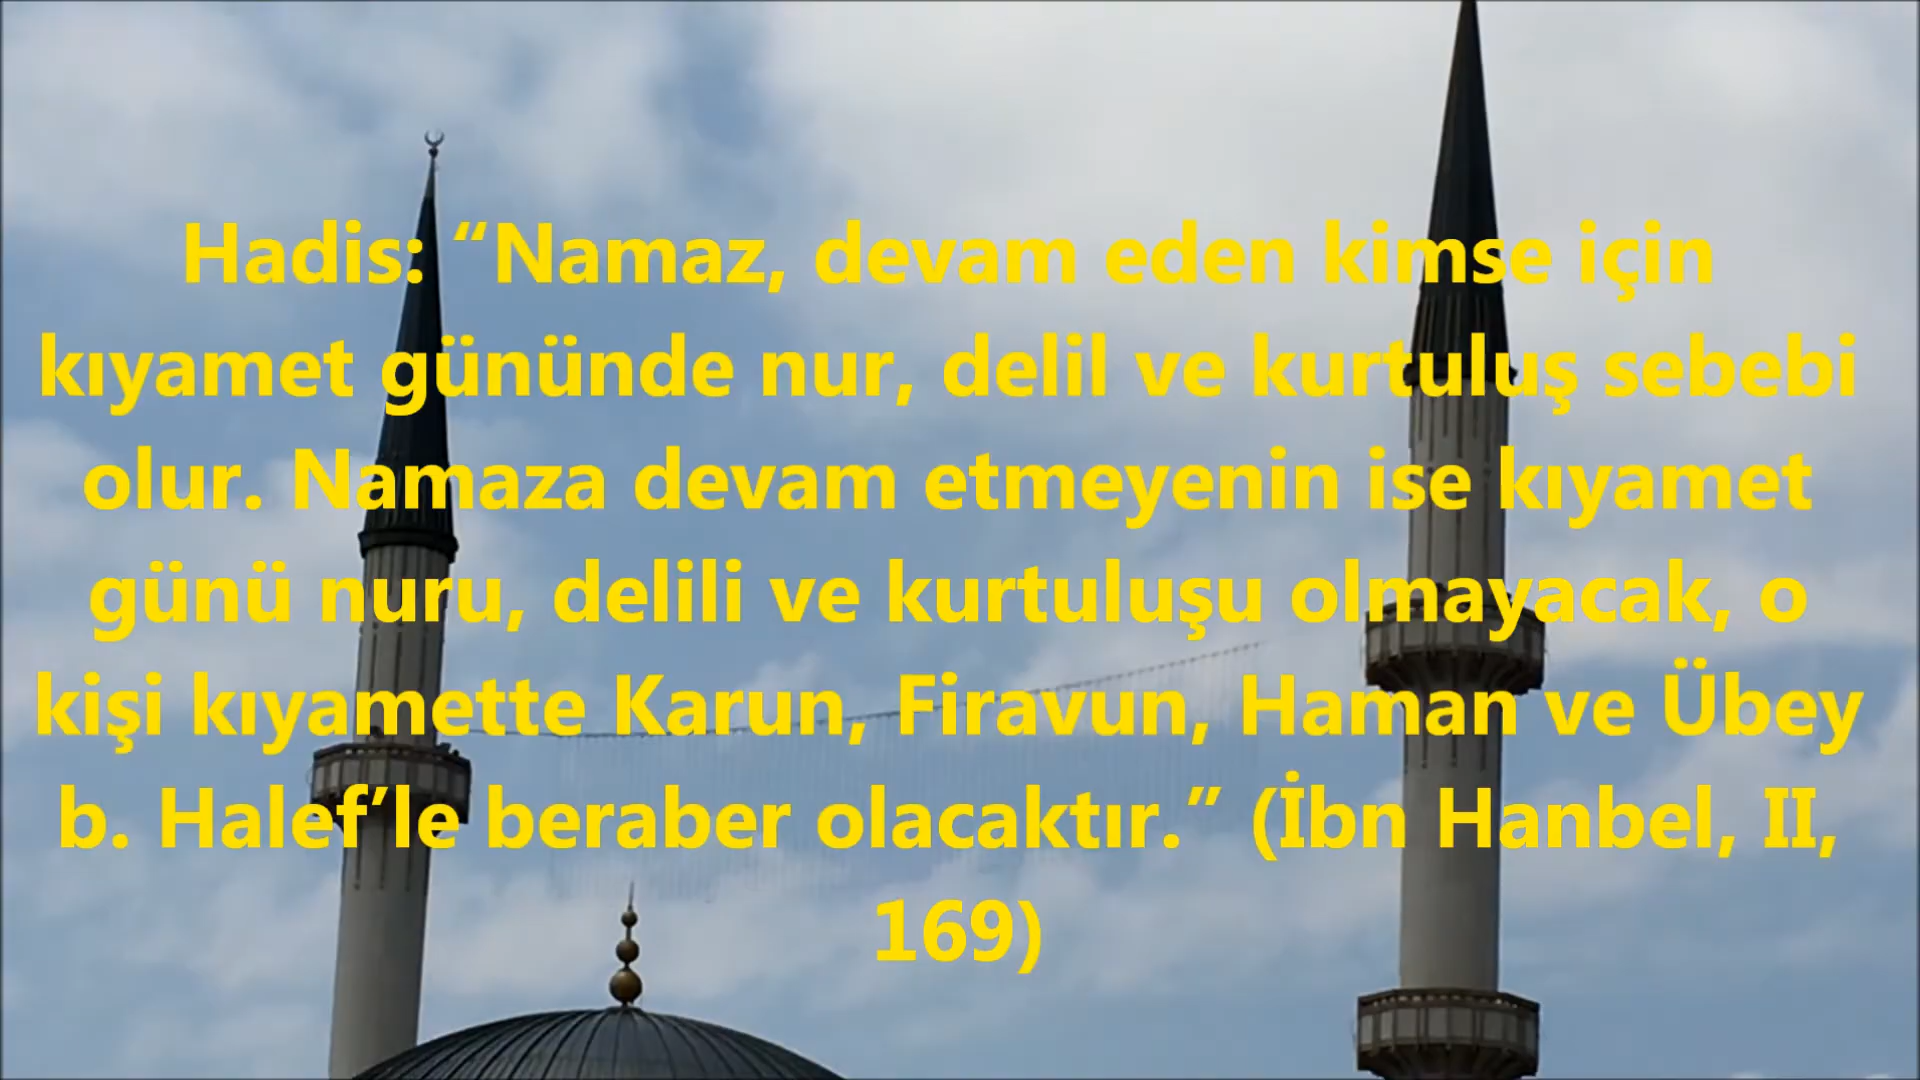 Hadis: “Namaz, devam eden kimse için
kıyamet gününde nur, delil ve kurtuluş sebebi
olur. Namaza devam etmeyenin ise kıyamet
günü nuru, delili ve kurtuluşu olmayacak, o
kişi kıyamette Karun, Firavun, Haman ve Übey
b. Halef’le beraber olacaktır.” (İbn Hanbel, II,
169)